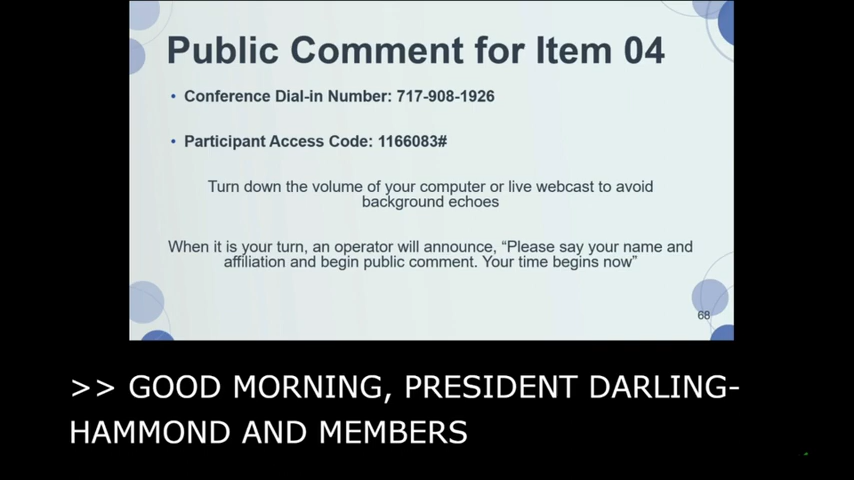 Public Comment for Item 04
• Conference Dial-in Number: 717-908-1926
• Participant Access Code: 1166083#
Turn down the volume of your computer or live webcast to avoid
background echoes
When it is your turn, an operator will announce, “Please say your name and
affiliation and begin public comment. Your time begins now”
68
>> GOOD MORNING, PRESIDENT DARLING-
HAMMOND AND MEMBERS